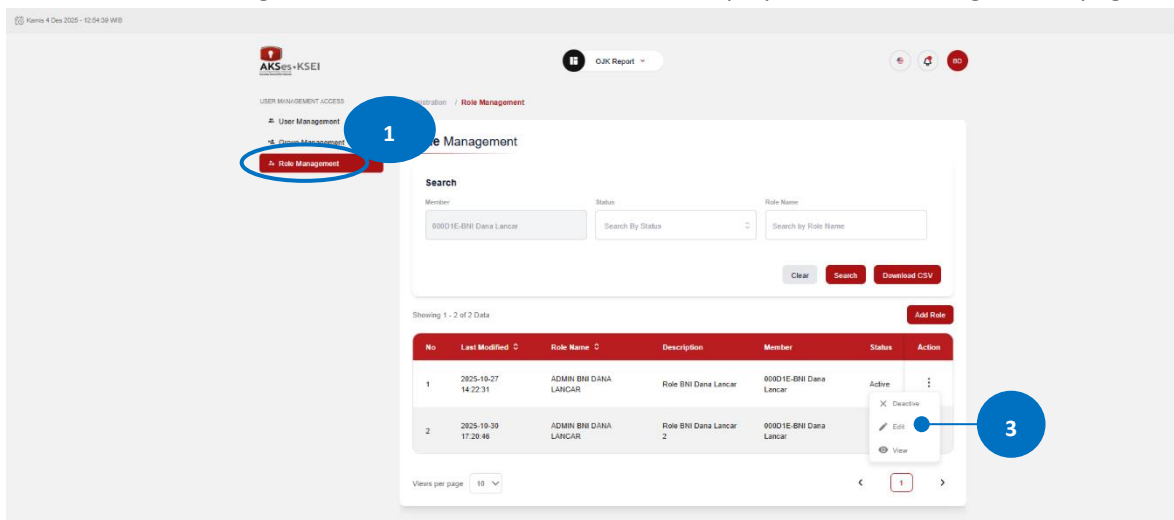 Kamis 4 Des 2025 - 12:54:39 WIB
AKSes-KSEI
OJK Report
BD
USER MANAGEMENT ACCESS
User Management
Group Management
Role Management
1
/ Role Management
Management
Search
Member
Status
Role Name
000D1E-BNI Dana Lancar
Search By Status
Search by Role Name
Clear
Search
Download CSV
Showing 1 - 2 of 2 Data
Add Role
No Last Modified Role Name Description Member Status Action
1 2025-10-27 14:22:31 ADMIN BNI DANA LANCAR Role BNI Dana Lancar 000D1E-BNI Dana Lancar Active
Deactive
Edit
View
3
2 2025-10-30 17:20:46 ADMIN BNI DANA LANCAR Role BNI Dana Lancar 2 000D1E-BNI Dana Lancar
Views per page 10
1